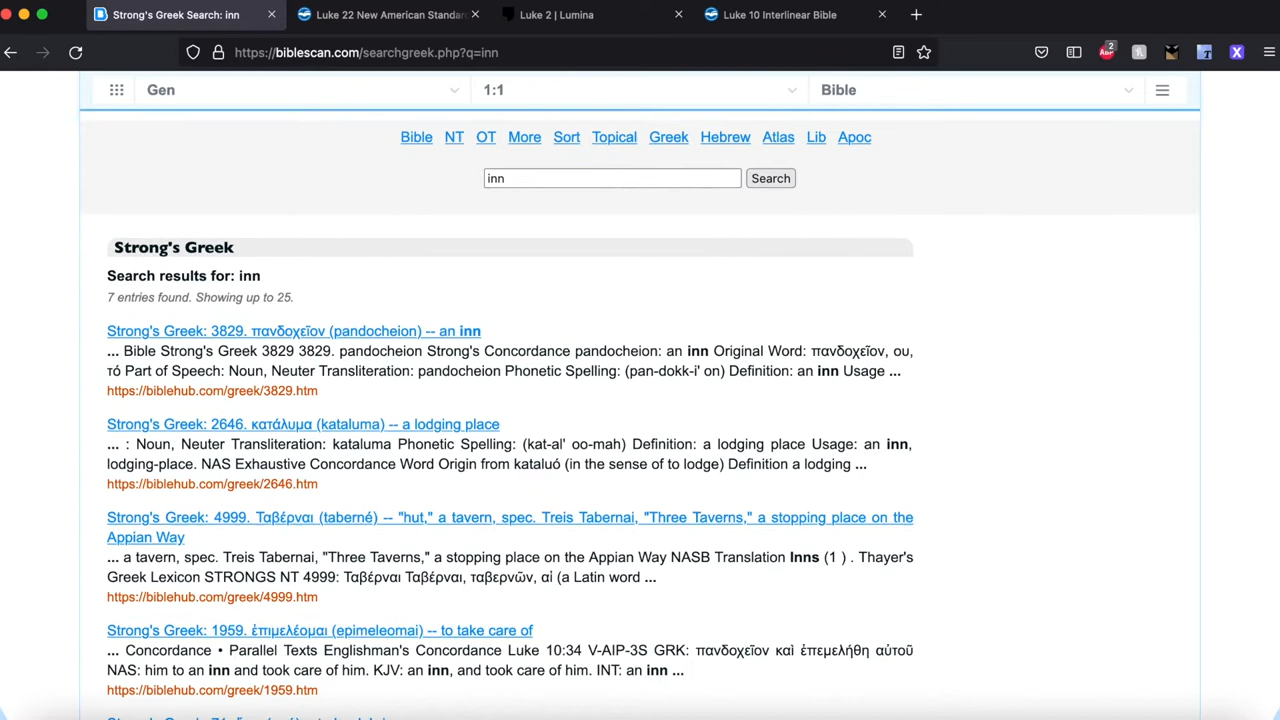 Strong's Greek Search: inn
Luke 22 New American Standar
Luke 2 | Lumina
Luke 10 Interlinear Bible
https://biblescan.com/searchgreek.php?q=inn
2
Gen
1:1
Bible
Bible NT OT More Sort Topical Greek Hebrew Atlas Lib Apoc
inn
Search
Strong's Greek
Search results for: inn
7 entries found. Showing up to 25.
Strong's Greek: 3829. πανδοχεῖον (pandocheion) -- an inn
... Bible Strong's Greek 3829 3829. pandocheion Strong's Concordance pandocheion: an inn Original Word: πανδοχεῖον, ου,
τό Part of Speech: Noun, Neuter Transliteration: pandocheion Phonetic Spelling: (pan-dokk-i' on) Definition: an inn Usage ...
https://biblehub.com/greek/3829.htm
Strong's Greek: 2646. κατάλυμα (kataluma) -- a lodging place
... : Noun, Neuter Transliteration: kataluma Phonetic Spelling: (kat-al' oo-mah) Definition: a lodging place Usage: an inn,
lodging-place. NAS Exhaustive Concordance Word Origin from kataluó (in the sense of to lodge) Definition a lodging ...
https://biblehub.com/greek/2646.htm
Strong's Greek: 4999. Ταβέρναι (taberné) -- "hut," a tavern, spec. Treis Tabernai, "Three Taverns," a stopping place on the
Appian Way
... a tavern, spec. Treis Tabernai, "Three Taverns," a stopping place on the Appian Way NASB Translation Inns (1 ) . Thayer's
Greek Lexicon STRONGS NT 4999: Ταβέρναι Ταβέρναι, ταβερνῶν, αἱ (a Latin word ...
https://biblehub.com/greek/4999.htm
Strong's Greek: 1959. ἐπιμελέομαι (epimeleomai) -- to take care of
... Concordance • Parallel Texts Englishman's Concordance Luke 10:34 V-AIP-3S GRK: πανδοχεῖον καὶ ἐπεμελήθη αὐτοῦ
NAS: him to an inn and took care of him. KJV: an inn, and took care of him. INT: an inn ...
https://biblehub.com/greek/1959.htm